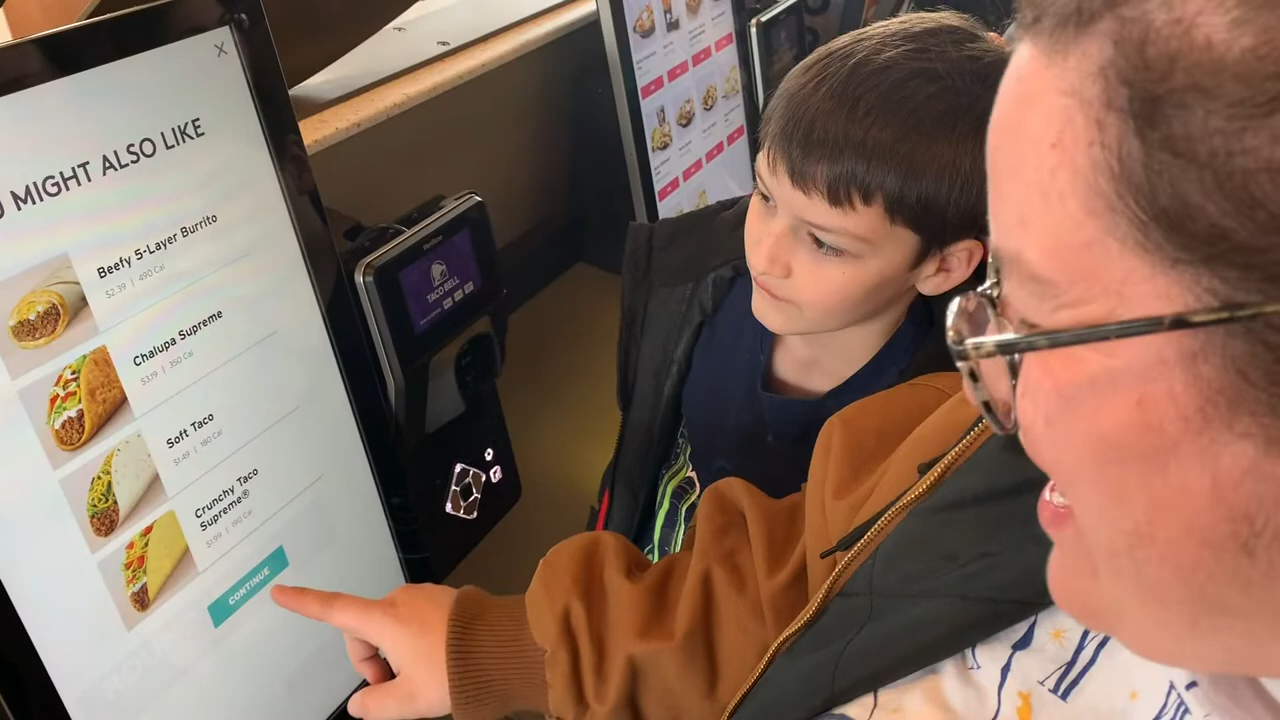 U MIGHT ALSO LIKE
Beefy 5-Layer Burrito
$2.39 | 490 Cal
Chalupa Supreme
$3.19 | 350 Cal
Soft Taco
$1.49 | 180 Cal
Crunchy Taco
Supreme®
$1.99 | 190 Cal
CONTINUE
Verifone
TACO BELL